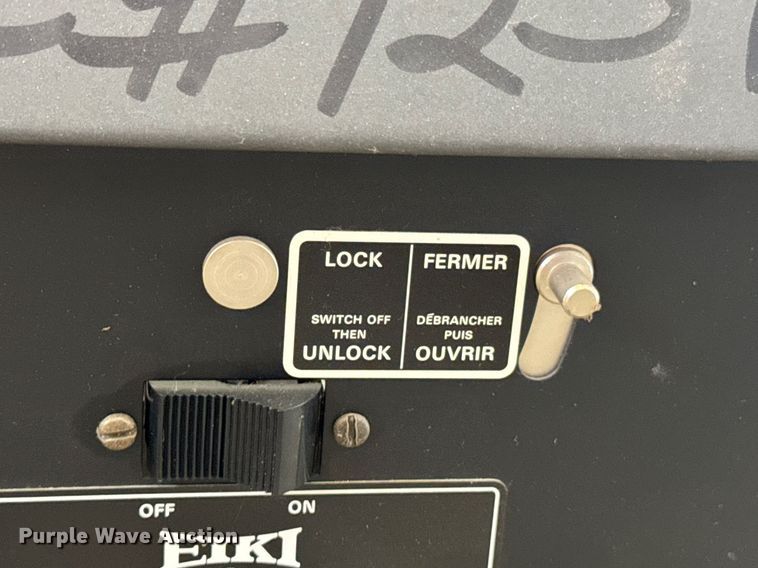 LOCK
SWITCH OFF
THEN
UNLOCK
FERMER
DÉBRANCHER
PUIS
OUVRIR
OFF ON
EIKI
Purple Wave Auction